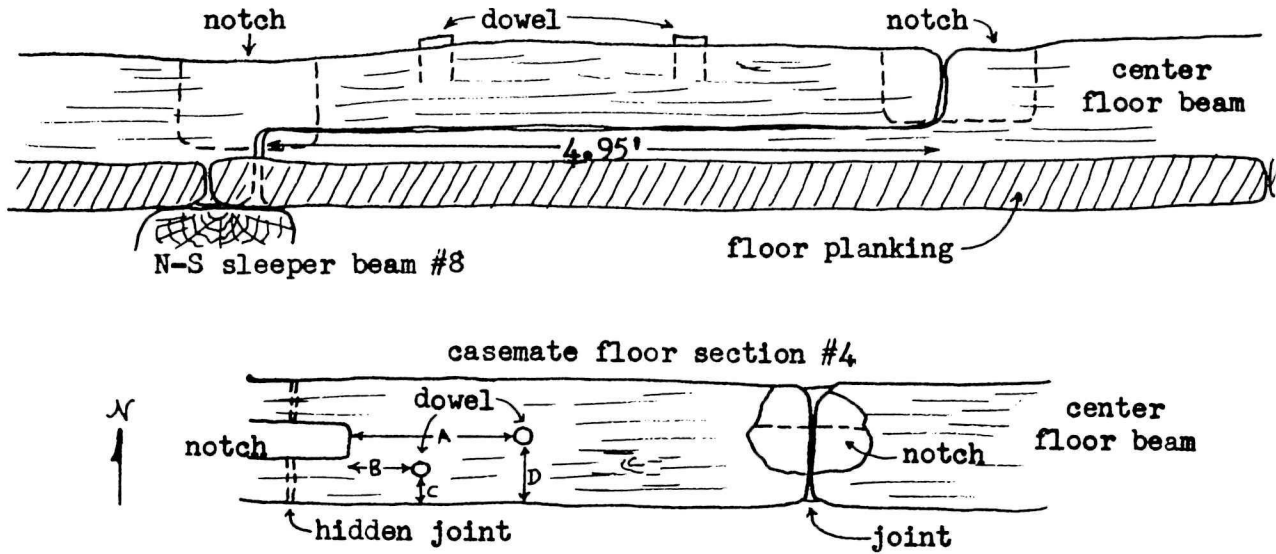 notch
dowel
notch
center
floor beam
4.95'
floor planking
N-S sleeper beam #8
casemate floor section #4
N
dowel
center
floor beam
notch
A
notch
B
D
C
hidden joint
joint